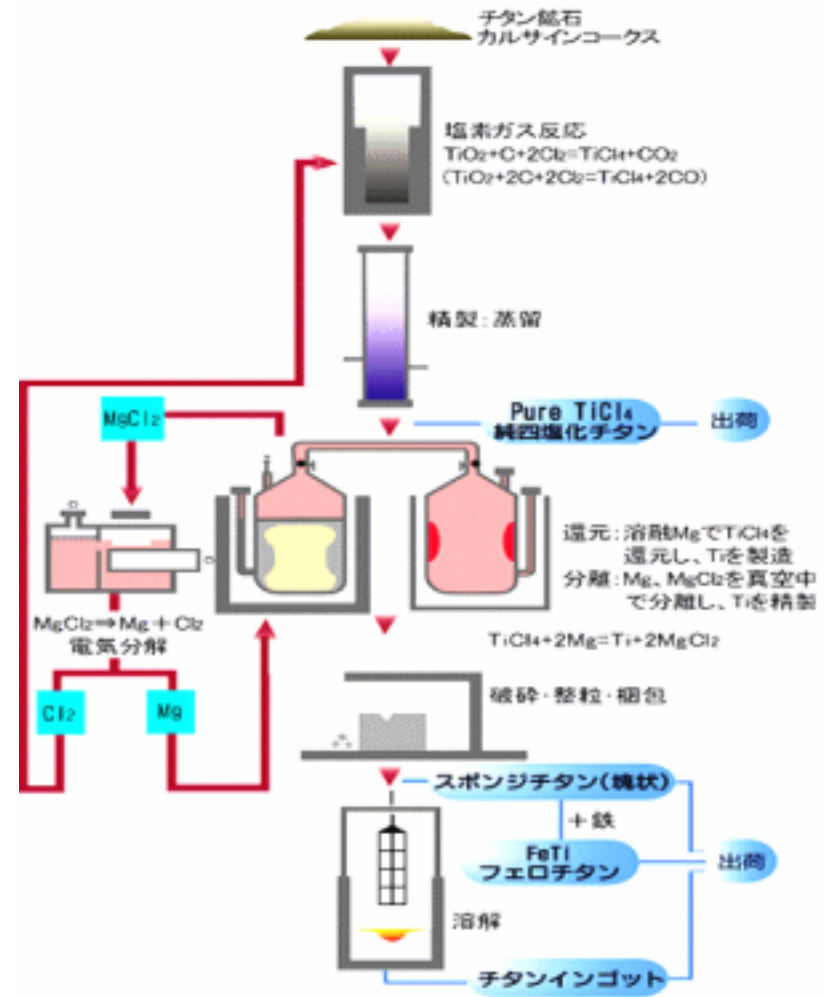 チタン鉱石
カルサインコークス
塩素ガス反応
TiO2+C+2Cl2=TiCl4+CO2
(TiO2+2C+2Cl2=TiCl4+2CO)
精製:蒸留
Pure TiCl4
純四塩化チタン
出荷
MgCl2
還元:溶融MgでTiCl4を
還元し、Tiを製造
分離:Mg、MgCl2を真空中
で分離し、Tiを精製
MgCl2⇒Mg+Cl2
電気分解
TiCl4+2Mg=Ti+2MgCl2
Cl2
Mg
破砕・整粒・梱包
スポンジチタン(塊状)
+鉄
FeTi
フェロチタン
出荷
溶解
チタンインゴット